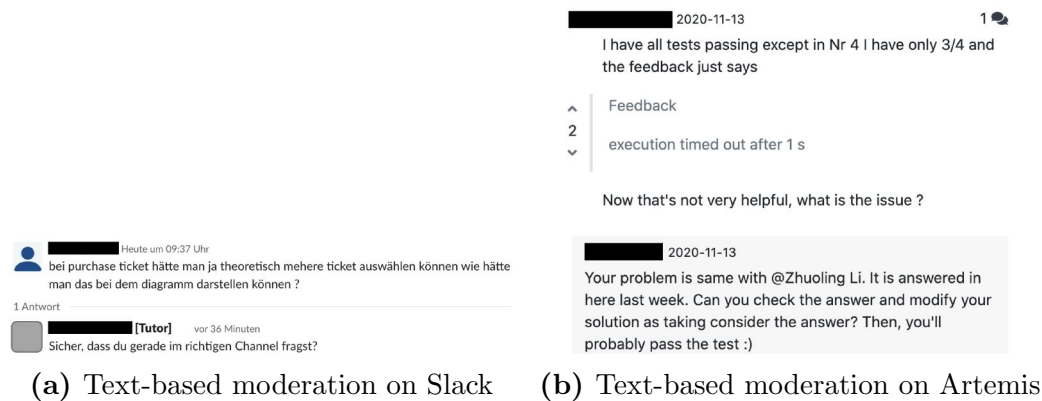 Heute um 09:37 Uhr
bei purchase ticket hätte man ja theoretisch mehere ticket auswählen können wie hätte
man das bei dem diagramm darstellen können ?
1 Antwort
[Tutor] vor 36 Minuten
Sicher, dass du gerade im richtigen Channel fragst?
(a) Text-based moderation on Slack
2020-11-13 1
I have all tests passing except in Nr 4 I have only 3/4 and
the feedback just says
Feedback
2
execution timed out after 1 s
Now that's not very helpful, what is the issue ?
2020-11-13
Your problem is same with @Zhuoling Li. It is answered in
here last week. Can you check the answer and modify your
solution as taking consider the answer? Then, you'll
probably pass the test :)
(b) Text-based moderation on Artemis